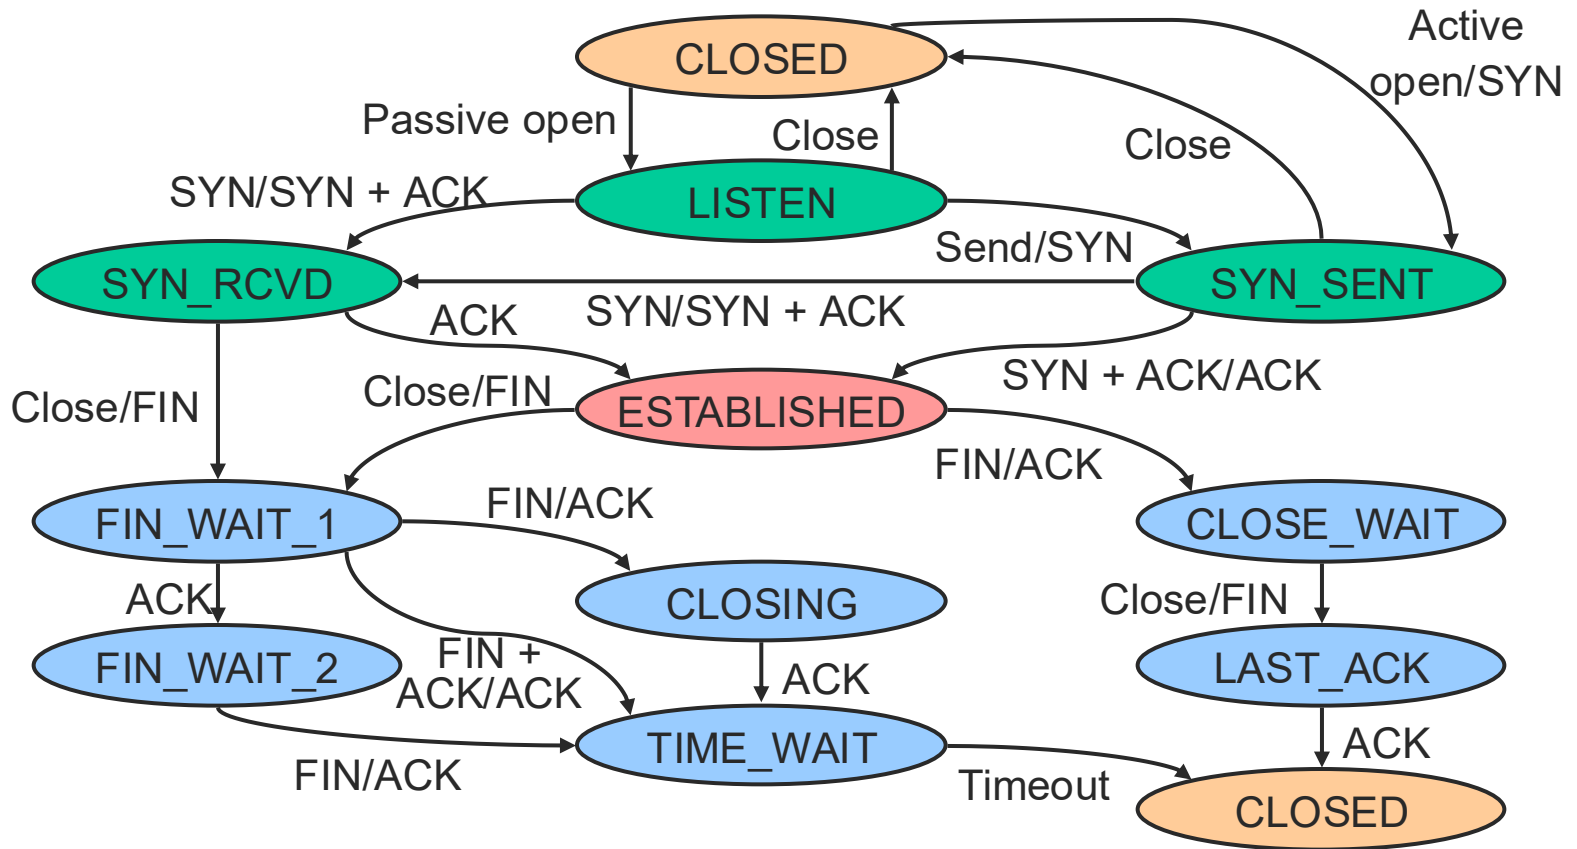 CLOSED
Active
open/SYN
Passive open
Close
Close
SYN/SYN + ACK
LISTEN
Send/SYN
SYN_RCVD
SYN_SENT
SYN/SYN + ACK
ACK
SYN + ACK/ACK
Close/FIN
Close/FIN
ESTABLISHED
FIN/ACK
FIN/ACK
FIN_WAIT_1
CLOSE_WAIT
ACK
CLOSING
Close/FIN
FIN_WAIT_2
FIN +
ACK/ACK
ACK
LAST_ACK
TIME_WAIT
ACK
FIN/ACK
Timeout
CLOSED